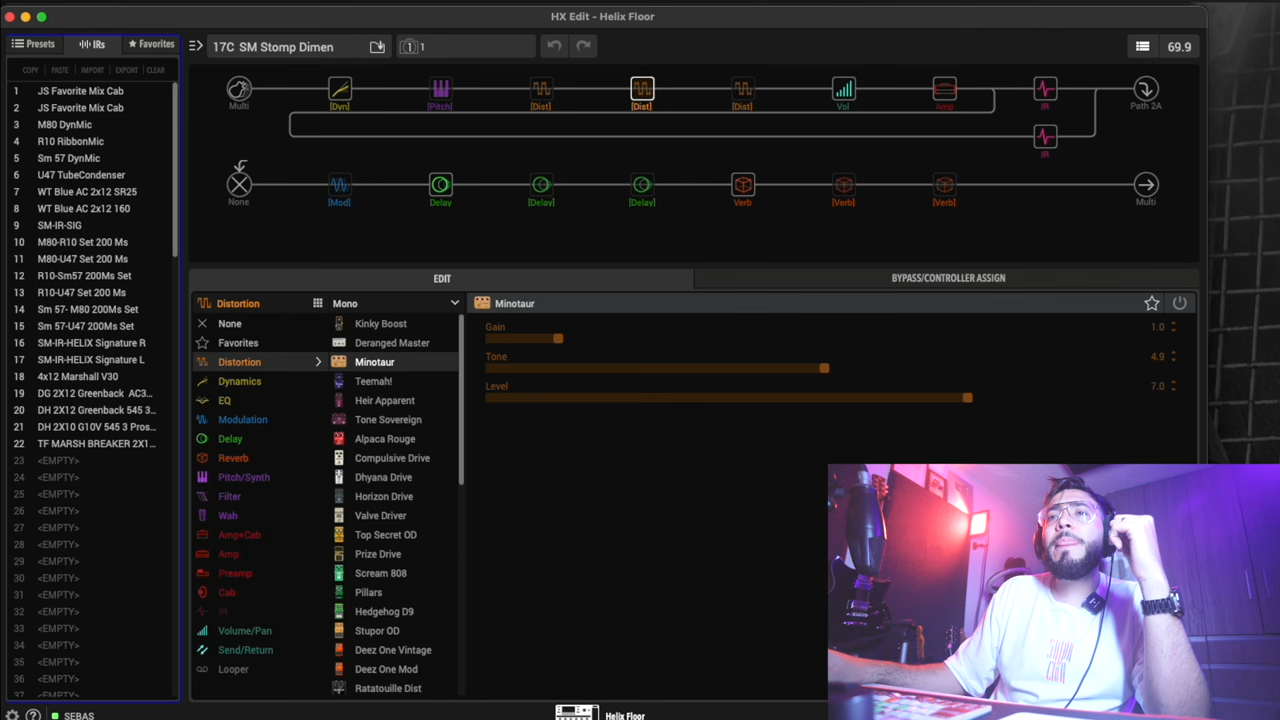 HX Edit - Helix Floor
Presets
IRs
Favorites
17C SM Stomp Dimen
1
69.9
COPY PASTE IMPORT EXPORT CLEAR
1 JS Favorite Mix Cab
2 JS Favorite Mix Cab
3 M80 DynMic
4 R10 RibbonMic
5 Sm 57 DynMic
6 U47 TubeCondenser
7 WT Blue AC 2x12 SR25
8 WT Blue AC 2x12 160
9 SM-IR-SIG
10 M80-R10 Set 200 Ms
11 M80-U47 Set 200 Ms
12 R10-Sm57 200Ms Set
13 R10-U47 Set 200 Ms
14 Sm 57- M80 200Ms Set
15 Sm 57-U47 200Ms Set
16 SM-IR-HELIX Signature R
17 SM-IR-HELIX Signature L
18 4x12 Marshall V30
19 DG 2X12 Greenback AC3...
20 DH 2X12 Greenback 545 3...
21 DH 2X10 G10V 545 3 Pros...
22 TF MARSH BREAKER 2X1...
23 <EMPTY>
24 <EMPTY>
25 <EMPTY>
26 <EMPTY>
27 <EMPTY>
28 <EMPTY>
29 <EMPTY>
30 <EMPTY>
31 <EMPTY>
32 <EMPTY>
33 <EMPTY>
34 <EMPTY>
35 <EMPTY>
36 <EMPTY>
37 <EMPTY>
SEBAS
Multi [Dyn] [Pitch] [Dist] [Dist] [Dist] Vol Amp IR Path 2A
IR
None [Mod] Delay [Delay] [Delay] Verb [Verb] [Verb] Multi
EDIT
BYPASS/CONTROLLER ASSIGN
Distortion
None
Favorites
Distortion
Dynamics
EQ
Modulation
Delay
Reverb
Pitch/Synth
Filter
Wah
Amp+Cab
Amp
Preamp
Cab
IR
Volume/Pan
Send/Return
Looper
Mono
Kinky Boost
Deranged Master
Minotaur
Teemah!
Heir Apparent
Tone Sovereign
Alpaca Rouge
Compulsive Drive
Dhyana Drive
Horizon Drive
Valve Driver
Top Secret OD
Prize Drive
Scream 808
Pillars
Hedgehog D9
Stupor OD
Deez One Vintage
Deez One Mod
Ratatouille Dist
Minotaur
Gain 1.0
Tone 4.9
Level 7.0
Helix Floor